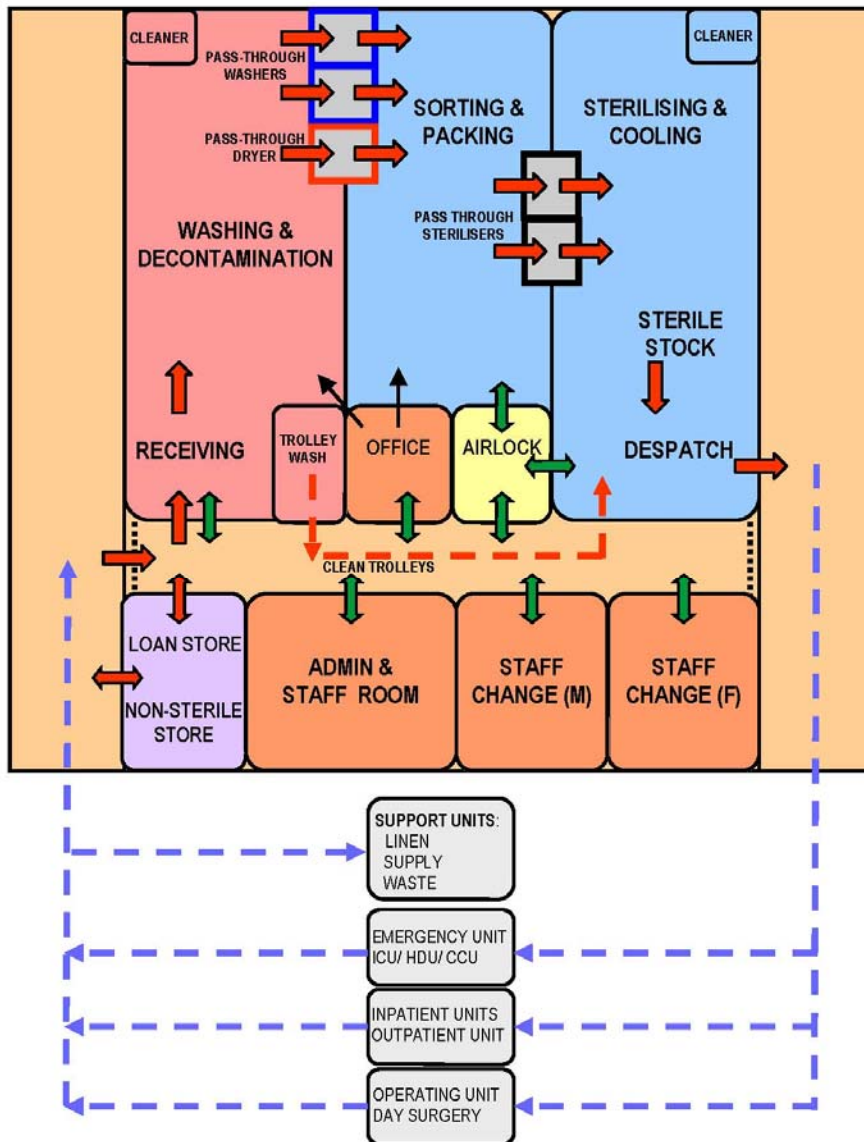 CLEANER
PASS-THROUGH
WASHERS
PASS-THROUGH
DRYER
WASHING &
DECONTAMINATION
SORTING &
PACKING
CLEANER
STERILISING &
COOLING
PASS THROUGH
STERILISERS
STERILE
STOCK
RECEIVING
TROLLEY
WASH
OFFICE
AIRLOCK
DESPATCH
CLEAN TROLLEYS
LOAN STORE
NON-STERILE
STORE
ADMIN &
STAFF ROOM
STAFF
CHANGE (M)
STAFF
CHANGE (F)
SUPPORT UNITS:
LINEN
SUPPLY
WASTE
EMERGENCY UNIT
ICU/ HDU/ CCU
INPATIENT UNITS
OUTPATIENT UNIT
OPERATING UNIT
DAY SURGERY